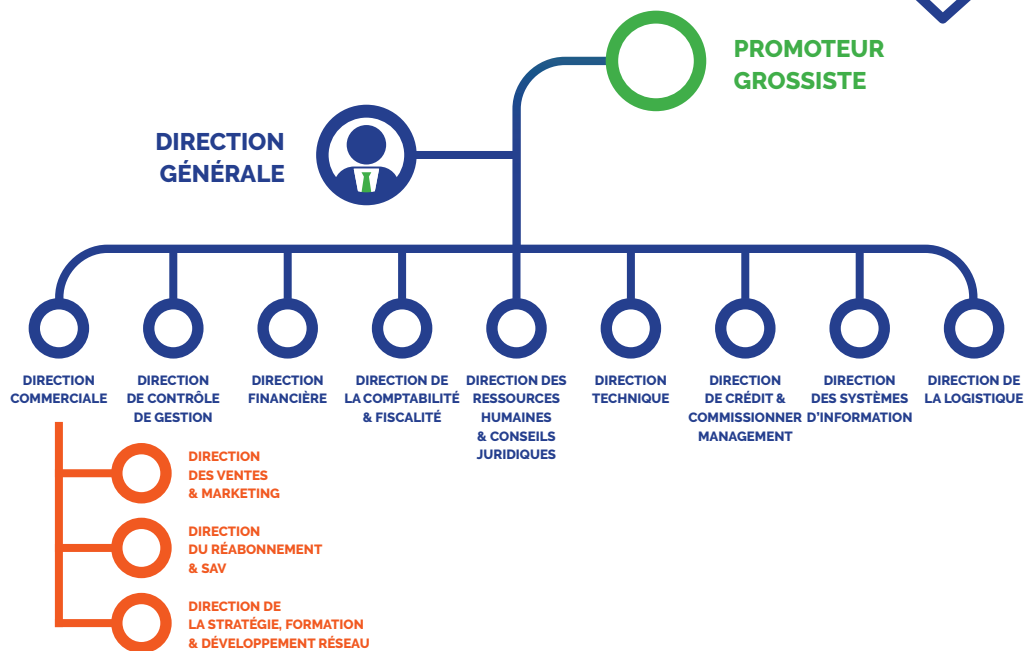 PROMOTEUR
GROSSISTE
DIRECTION
GÉNÉRALE
DIRECTION
COMMERCIALE
DIRECTION
DE CONTRÔLE
DE GESTION
DIRECTION
FINANCIÈRE
DIRECTION DE
LA COMPTABILITÉ
& FISCALITÉ
DIRECTION DES
RESSOURCES
HUMAINES
& CONSEILS
JURIDIQUES
DIRECTION
TECHNIQUE
DIRECTION
DE CRÉDIT &
COMMISSIONNER
MANAGEMENT
DIRECTION
DES SYSTÈMES
D'INFORMATION
DIRECTION DE
LA LOGISTIQUE
DIRECTION
DES VENTES
& MARKETING
DIRECTION
DU RÉABONNEMENT
& SAV
DIRECTION DE
LA STRATÉGIE, FORMATION
& DÉVELOPPEMENT RÉSEAU